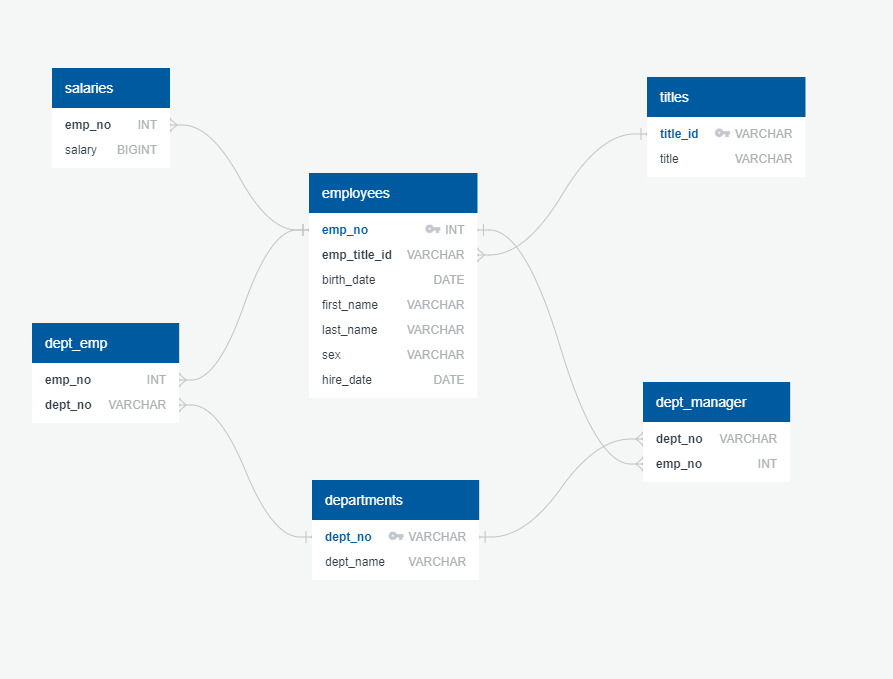 salaries
emp_no INT
salary BIGINT
titles
title_id VARCHAR
title VARCHAR
employees
emp_no INT
emp_title_id VARCHAR
birth_date DATE
first_name VARCHAR
last_name VARCHAR
sex VARCHAR
hire_date DATE
dept_emp
emp_no INT
dept_no VARCHAR
dept_manager
dept_no VARCHAR
emp_no INT
departments
dept_no VARCHAR
dept_name VARCHAR